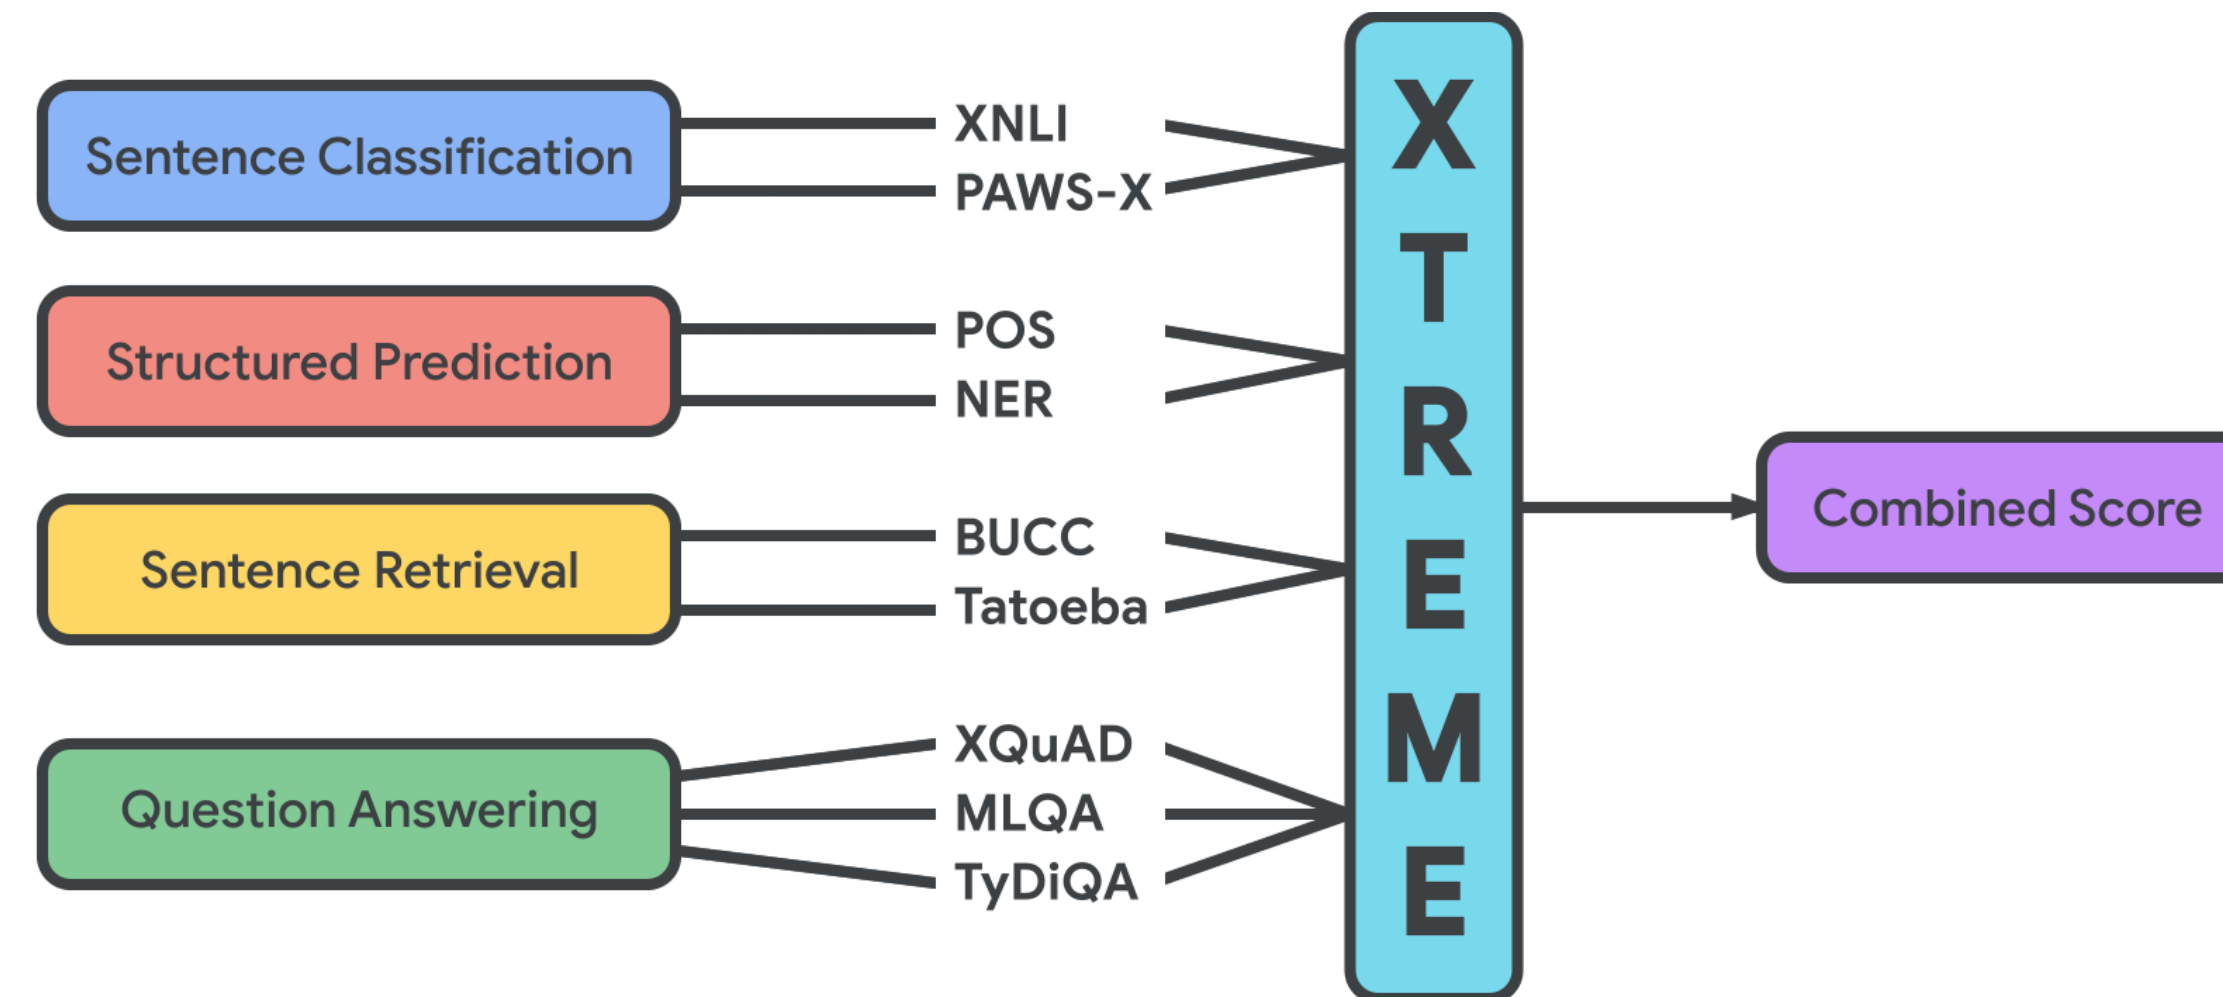 Sentence Classification
XNLI
PAWS-X
Structured Prediction
POS
NER
Sentence Retrieval
BUCC
Tatoeba
Question Answering
XQuAD
MLQA
TyDiQA
X
T
R
E
M
E
Combined Score